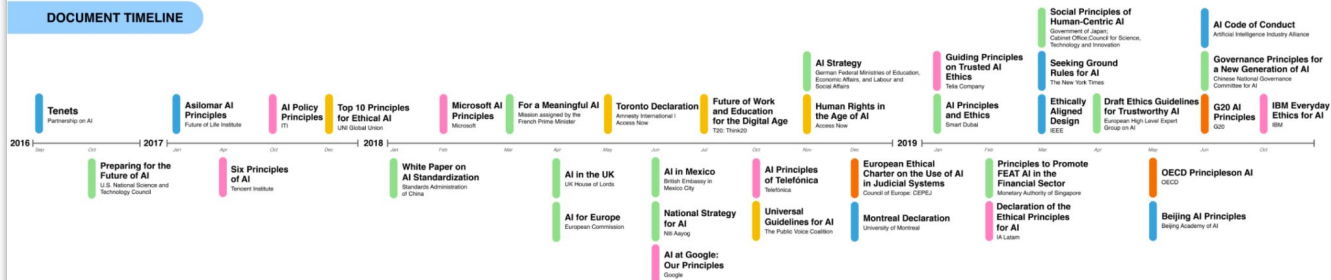 DOCUMENT TIMELINE
Tenets
Partnership on AI
Asilomar AI
Principles
Future of Life Institute
AI Policy
Principles
ITI
Top 10 Principles
for Ethical AI
UNI Global Union
Microsoft AI
Principles
Microsoft
For a Meaningful AI
Mission assigned by the
French Prime Minister
Toronto Declaration
Amnesty International I
Access Now
Future of Work
and Education
for the Digital Age
T20: Think20
AI Strategy
German Federal Ministries of Education,
Economic Affairs, and Labour and
Social Affairs
Human Rights in
the Age of AI
Access Now
Guiding Principles
on Trusted AI
Ethics
Telia Company
AI Principles
and Ethics
Smart Dubai
Social Principles of
Human-Centric AI
Government of Japan;
Cabinet Office;Council for Science,
Technology and Innovation
Seeking Ground
Rules for AI
The New York Times
Ethically
Aligned
Design
IEEE
Draft Ethics Guidelines
for Trustworthy AI
European High Level Expert
Group on AI
AI Code of Conduct
Artificial Intelligence Industry Alliance
Governance Principles for
a New Generation of AI
Chinese National Governance
Committee for AI
G20 AI
Principles
G20
IBM Everyday
Ethics for AI
IBM
2016
Sep
Oct
2017
Jan
Apr
Oct
Dec
2018
Jan
Feb
Mar
Apr
May
Jun
Jul
Oct
Nov
Dec
2019
Jan
Feb
Mar
Apr
May
Jun
Oct
Preparing for the
Future of AI
U.S. National Science and
Technology Council
Six Principles
of AI
Tencent Institute
White Paper on
AI Standardization
Standards Administration
of China
AI in the UK
UK House of Lords
AI for Europe
European Commission
AI in Mexico
British Embassy in
Mexico City
National Strategy
for AI
Niti Aayog
AI at Google:
Our Principles
Google
AI Principles
of Telefónica
Telefónica
Universal
Guidelines for AI
The Public Voice Coalition
European Ethical
Charter on the Use of AI
in Judicial Systems
Council of Europe: CEPEJ
Montreal Declaration
University of Montreal
Principles to Promote
FEAT AI in the
Financial Sector
Monetary Authority of Singapore
Declaration of the
Ethical Principles
for AI
IA Latam
OECD Principleson AI
OECD
Beijing AI Principles
Beijing Academy of AI